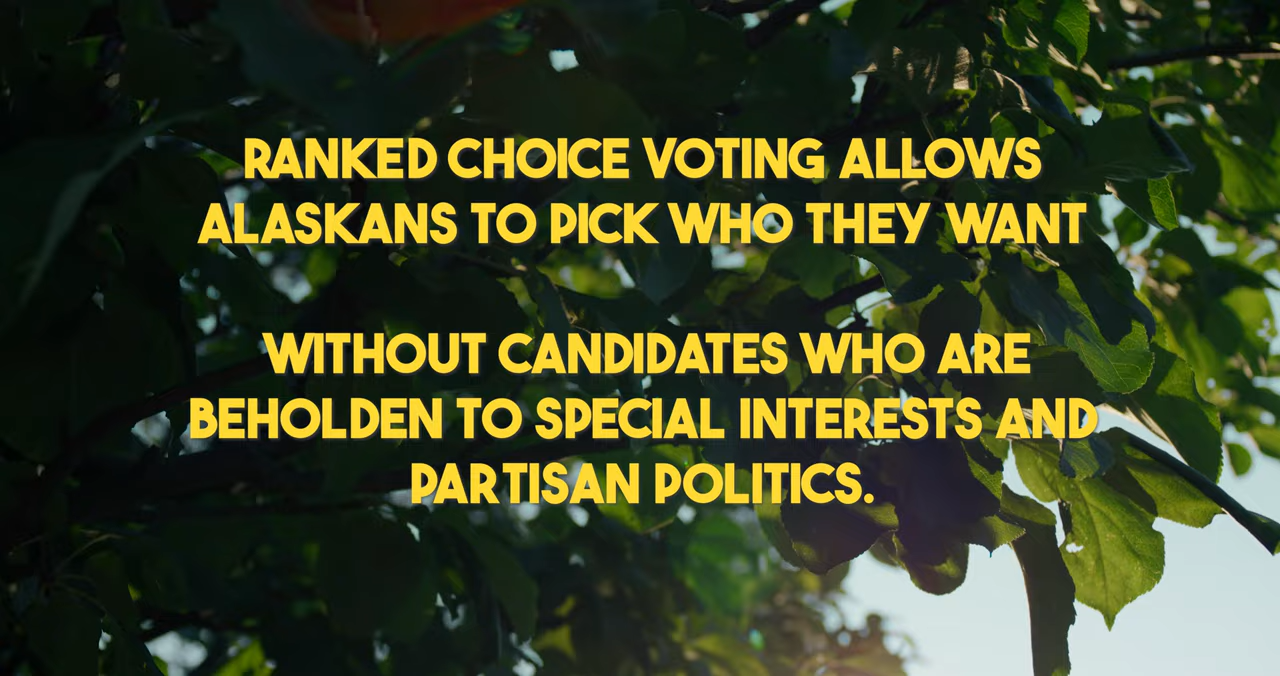 RANKED CHOICE VOTING ALLOWS
ALASKANS TO PICK WHO THEY WANT
WITHOUT CANDIDATES WHO ARE
BEHOLDEN TO SPECIAL INTERESTS AND
PARTISAN POLITICS.